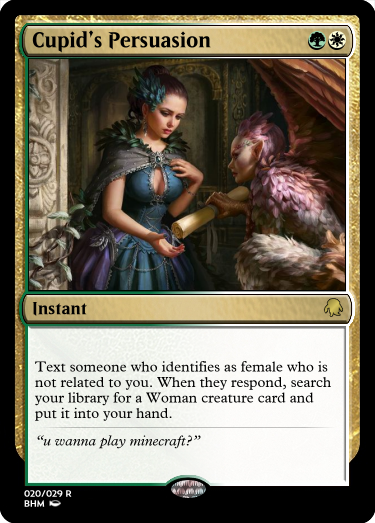 Cupid's Persuasion
Instant
Text someone who identifies as female who is
not related to you. When they respond, search
your library for a Woman creature card and
put it into your hand.
“u wanna play minecraft?”
020/029 R
BHM